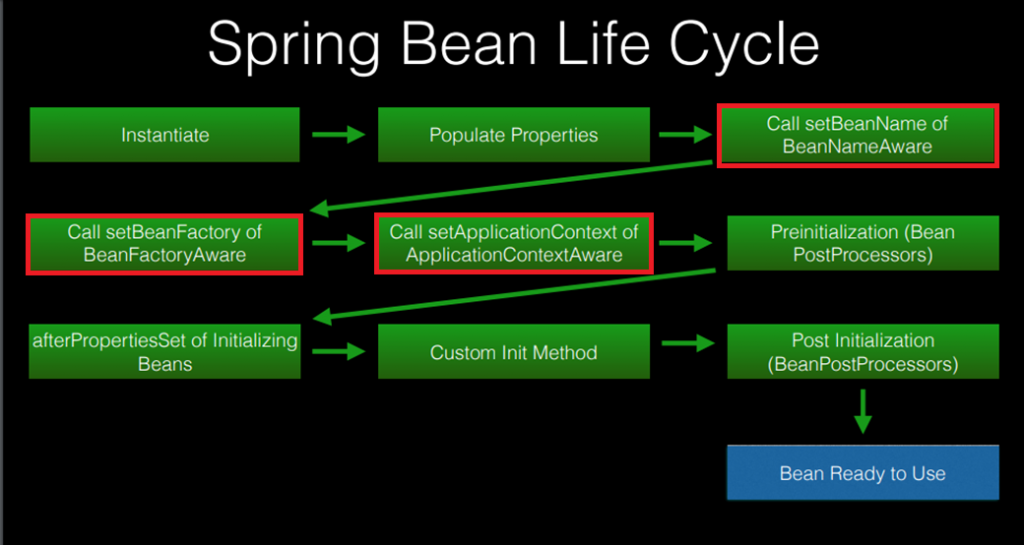 Spring Bean Life Cycle
Instantiate
Populate Properties
Call setBeanName of
BeanNameAware
Call setBeanFactory of
BeanFactoryAware
Call setApplicationContext of
ApplicationContextAware
Preinitialization (Bean
PostProcessors)
afterPropertiesSet of Initializing
Beans
Custom Init Method
Post Initialization
(BeanPostProcessors)
Bean Ready to Use